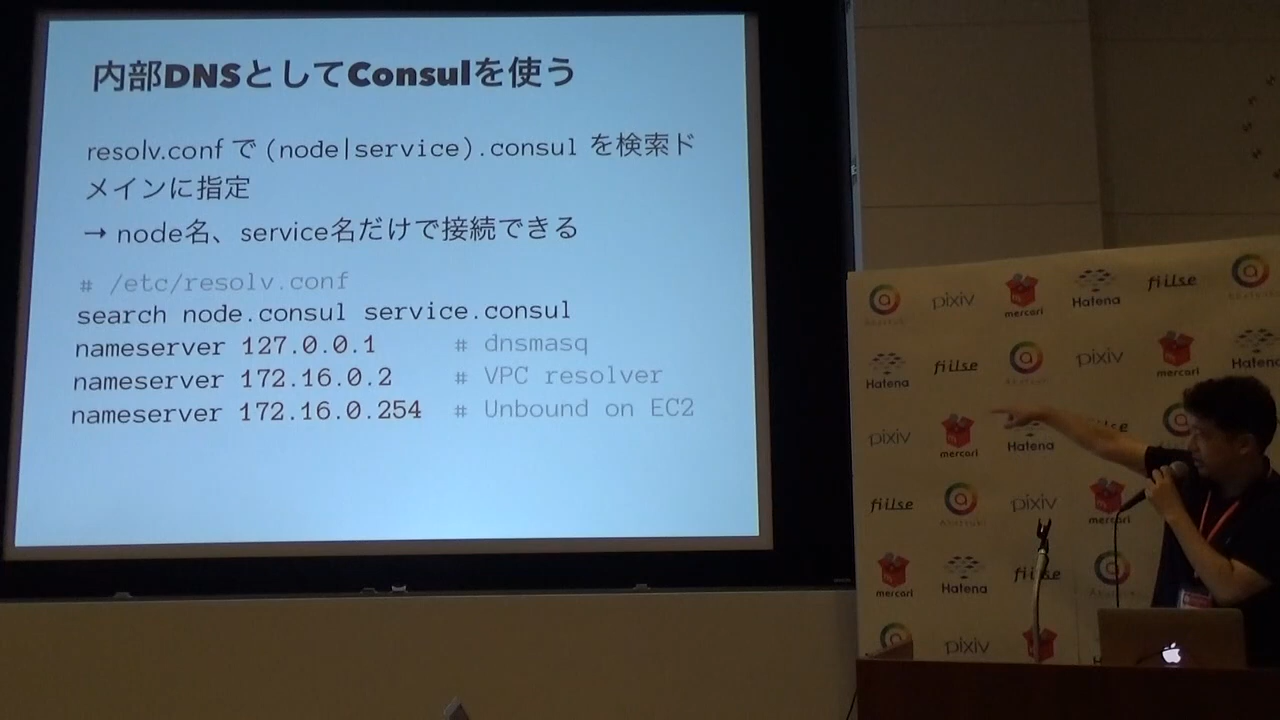 内部DNSとしてConsulを使う
resolv.conf で (node|service).consul を検索ド
メインに指定
→ node名、service名だけで接続できる
# /etc/resolv.conf
search node.consul service.consul
nameserver 127.0.0.1 # dnsmasq
nameserver 172.16.0.2 # VPC resolver
nameserver 172.16.0.254 # Unbound on EC2
pixiv mercari Hatena fillse
Hatena fillse pixiv mercari Hatena
pixiv mercari Hatena
fillse pixiv mercari
mercari Hatena
pixiv